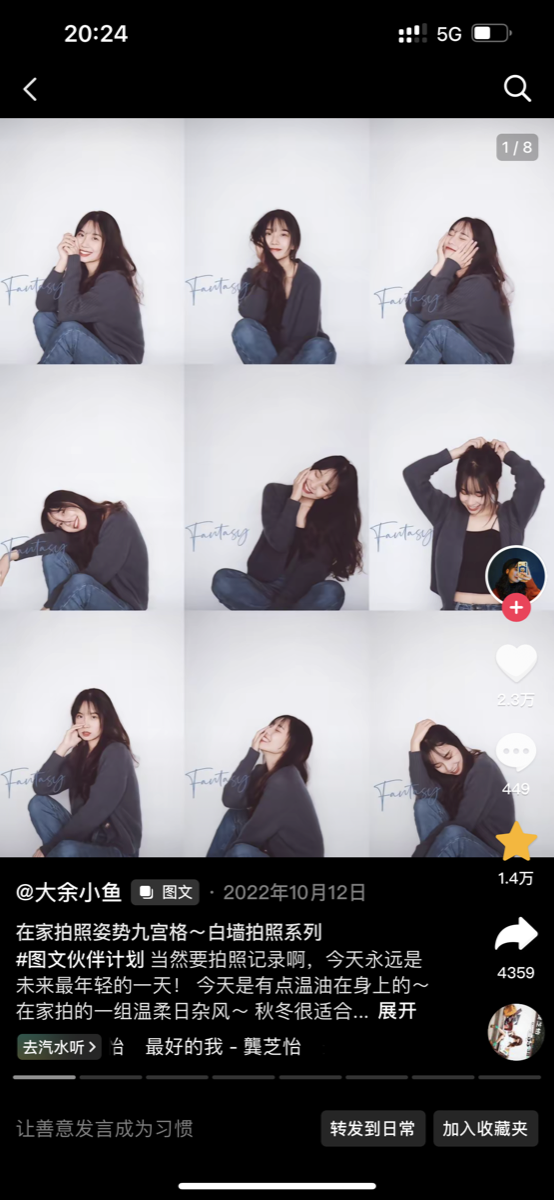 20:24
5G
1 / 8
Fantasy
Fantasy
Fantasy
Fantasy
Fantasy
Fantasy
Fantasy
Fantasy
Fantasy
2.3万
449
1.4万
4359
@大余小鱼 图文 · 2022年10月12日
在家拍照姿势九宫格～白墙拍照系列
#图文伙伴计划 当然要拍照记录啊，今天永远是
未来最年轻的一天！ 今天是有点温油在身上的～
在家拍的一组温柔日杂风～ 秋冬很适合... 展开
去汽水听 怡 最好的我 - 龔芝怡
让善意发言成为习惯
转发到日常
加入收藏夹